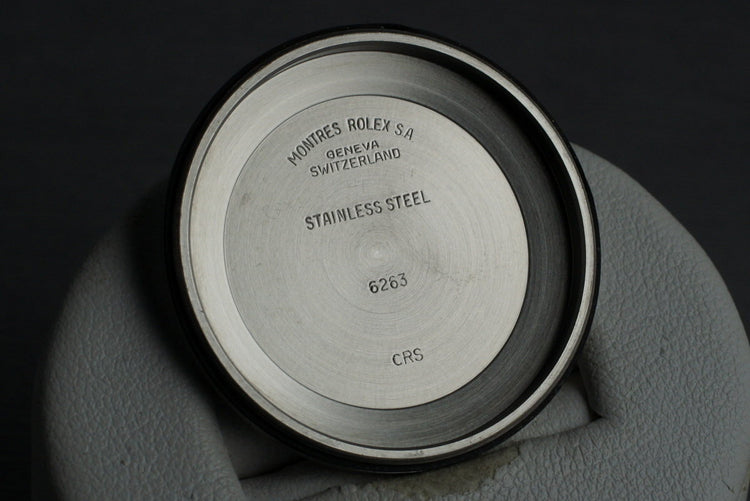 MONTRES ROLEX S.A
GENEVA
SWITZERLAND
STAINLESS STEEL
6263
CRS